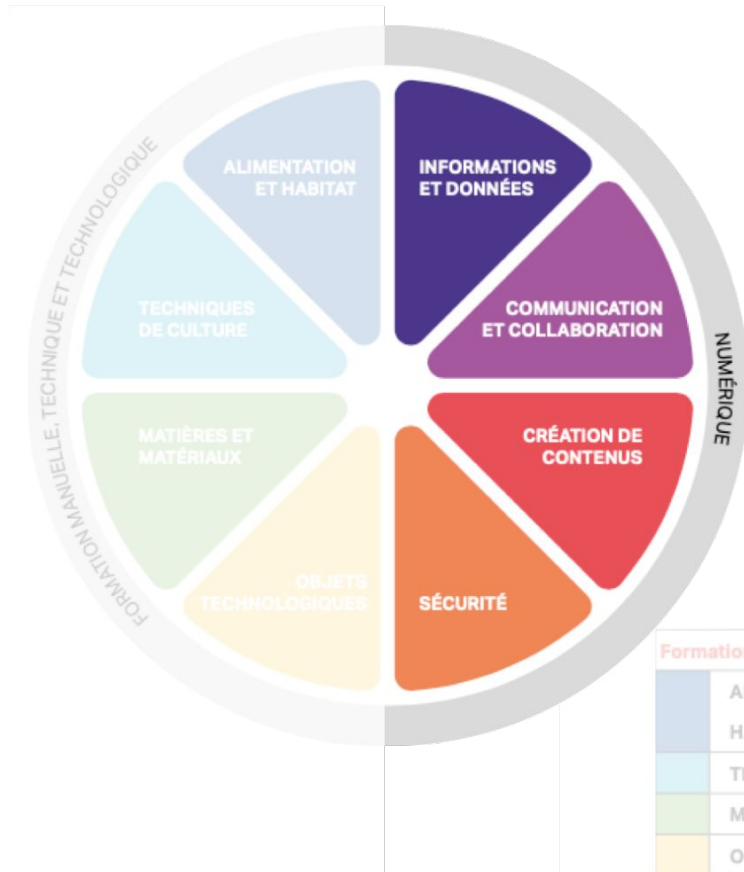 FORMATION MANUELLE, TECHNIQUE ET TECHNOLOGIQUE
ALIMENTATION
ET HABITAT
INFORMATIONS
ET DONNÉES
TECHNIQUES
DE CULTURE
COMMUNICATION
ET COLLABORATION
NUMÉRIQUE
MATIÈRES ET
MATÉRIAUX
CRÉATION DE
CONTENUS
OBJETS
TECHNOLOGIQUES
SÉCURITÉ
Formation